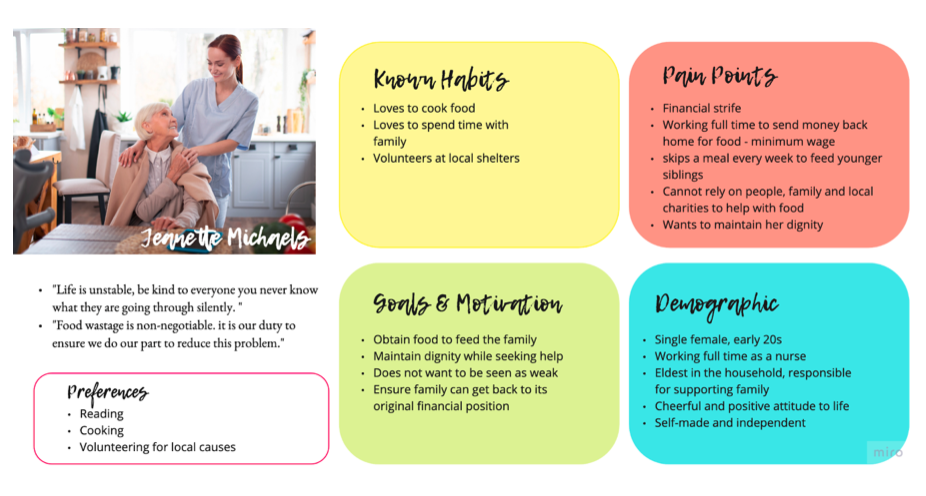 Jeanette Michaels
• "Life is unstable, be kind to everyone you never know
what they are going through silently. "
• "Food wastage is non-negotiable. it is our duty to
ensure we do our part to reduce this problem."
Preferences
• Reading
• Cooking
• Volunteering for local causes
Known Habits
• Loves to cook food
• Loves to spend time with
family
• Volunteers at local shelters
Pain Points
• Financial strife
• Working full time to send money back
home for food - minimum wage
• skips a meal every week to feed younger
siblings
• Cannot rely on people, family and local
charities to help with food
• Wants to maintain her dignity
Goals & Motivation
• Obtain food to feed the family
• Maintain dignity while seeking help
• Does not want to be seen as weak
• Ensure family can get back to its
original financial position
Demographic
• Single female, early 20s
• Working full time as a nurse
• Eldest in the household, responsible
for supporting family
• Cheerful and positive attitude to life
• Self-made and independent
miro